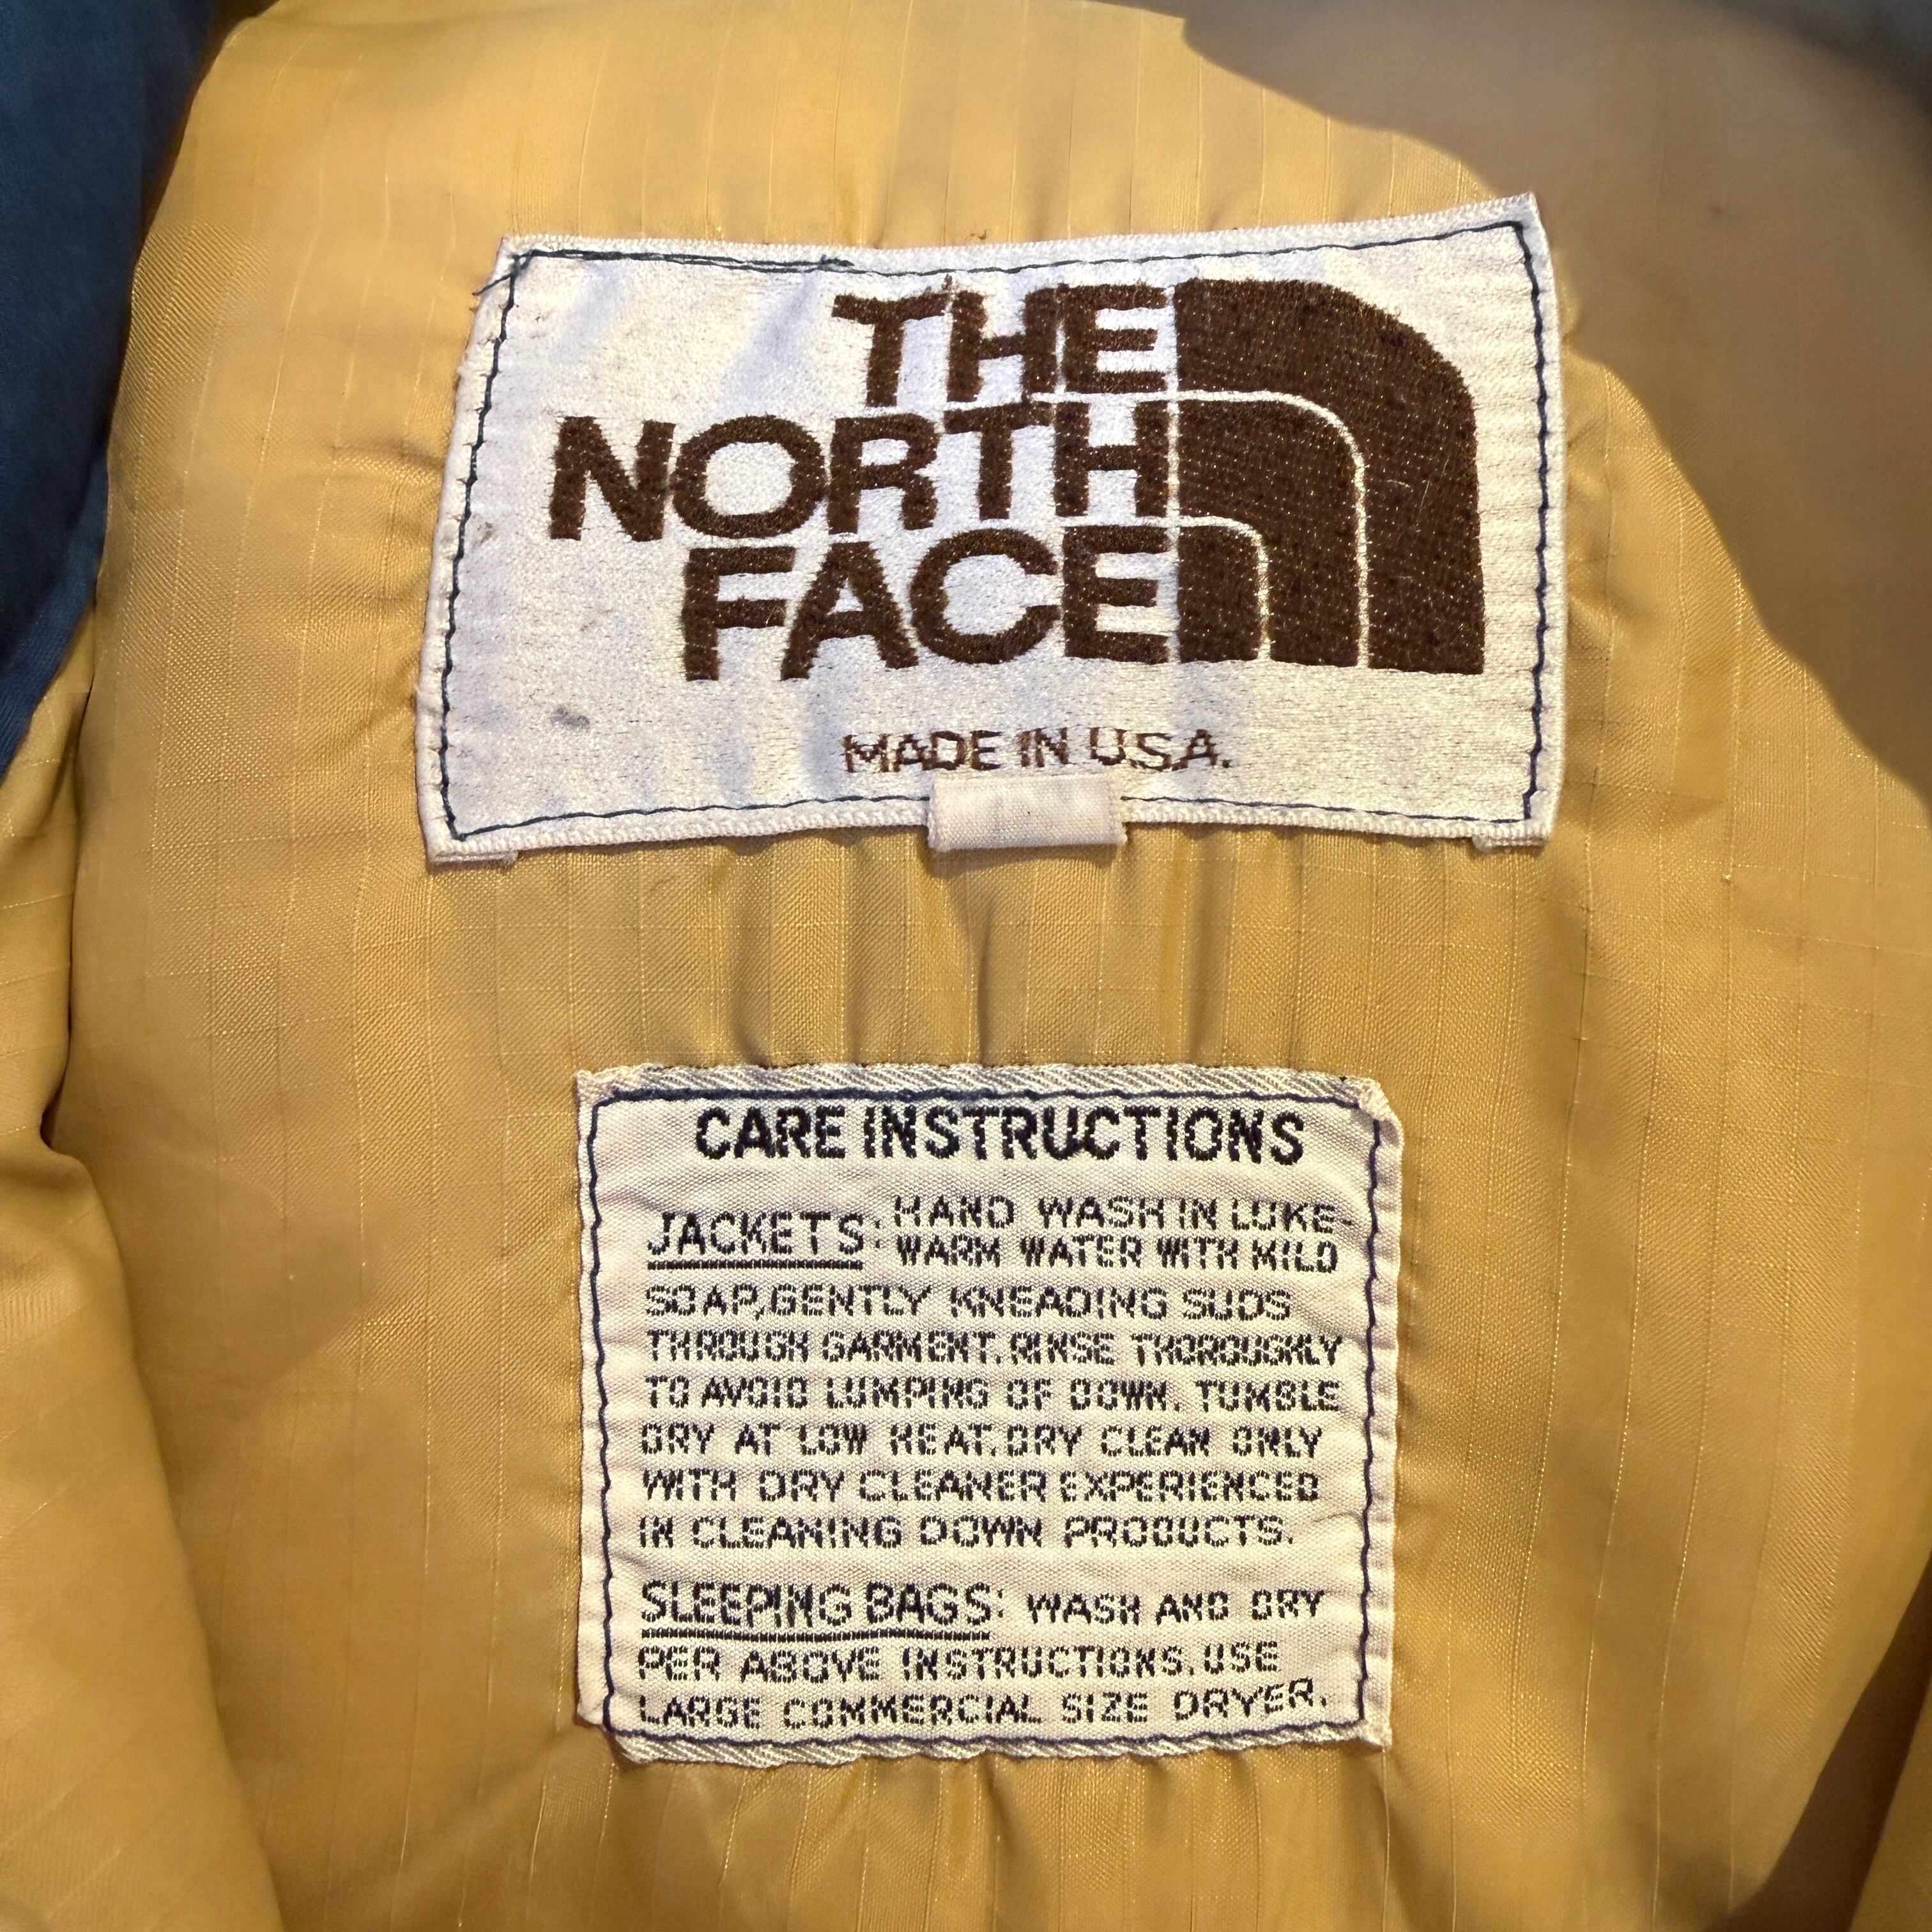 THE
NORTH
FACE
MADE IN U.S.A.
CARE INSTRUCTIONS
JACKETS: HAND WASH IN LUKE-
WARM WATER WITH MILD
SOAP, GENTLY KNEADING SUDS
THROUGH GARMENT. RINSE THOROUGHLY
TO AVOID LUMPING OF DOWN. TUMBLE
DRY AT LOW HEAT. DRY CLEAN ONLY
WITH DRY CLEANER EXPERIENCED
IN CLEANING DOWN PRODUCTS.
SLEEPING BAGS: WASH AND DRY
PER ABOVE INSTRUCTIONS. USE
LARGE COMMERCIAL SIZE DRYER.